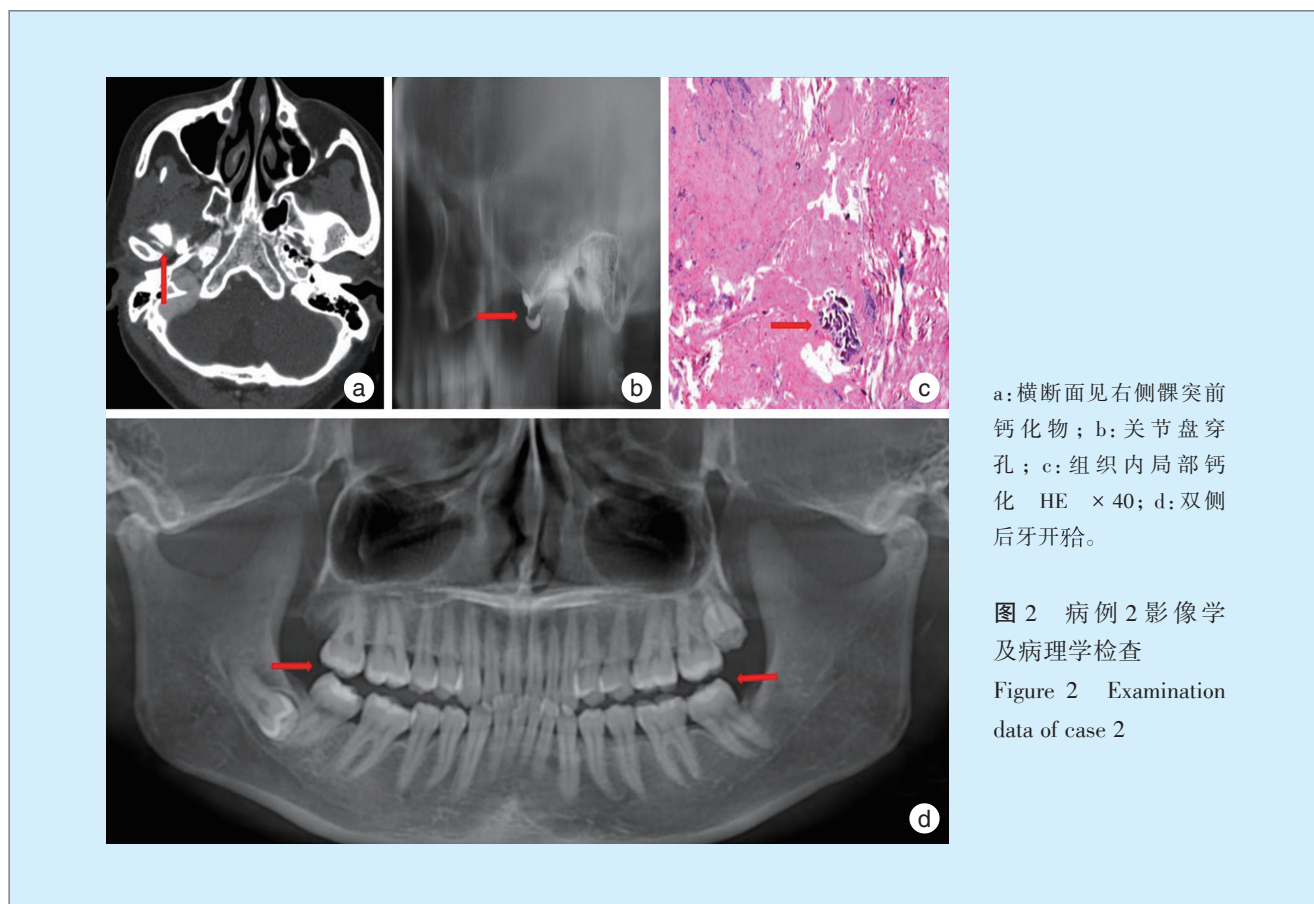 a
b
c
d
a:横断面见右侧髁突前
钙化物；b:关节盘穿
孔；c:组织内局部钙
化 HE ×40；d:双侧
后牙开𬌗。
图 2 病例 2 影像学
及病理学检查
Figure 2 Examination
data of case 2